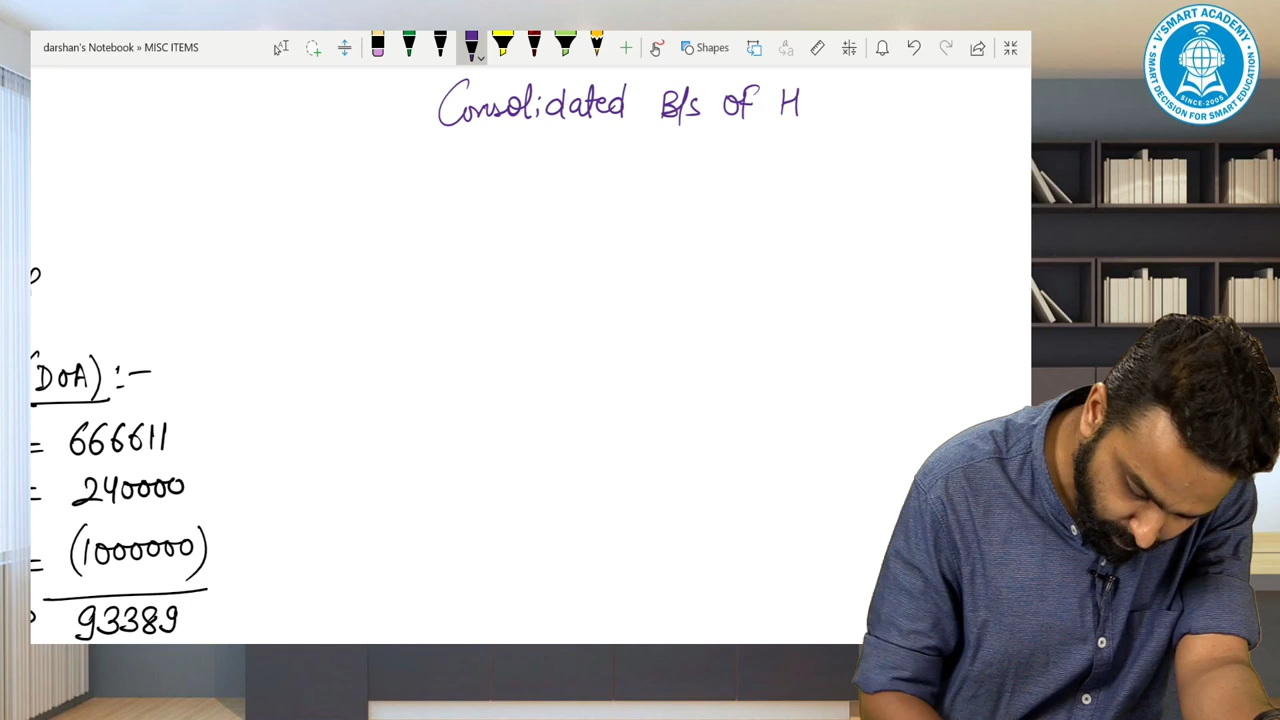 darshan's Notebook » MISC ITEMS
Shapes
V'SMART ACADEMY
SINCE-2005
SMART DECISION FOR SMART EDUCATION
Consolidated B/s of H
(DOA) :-
= 666611
= 240000
= (1000000)
93389